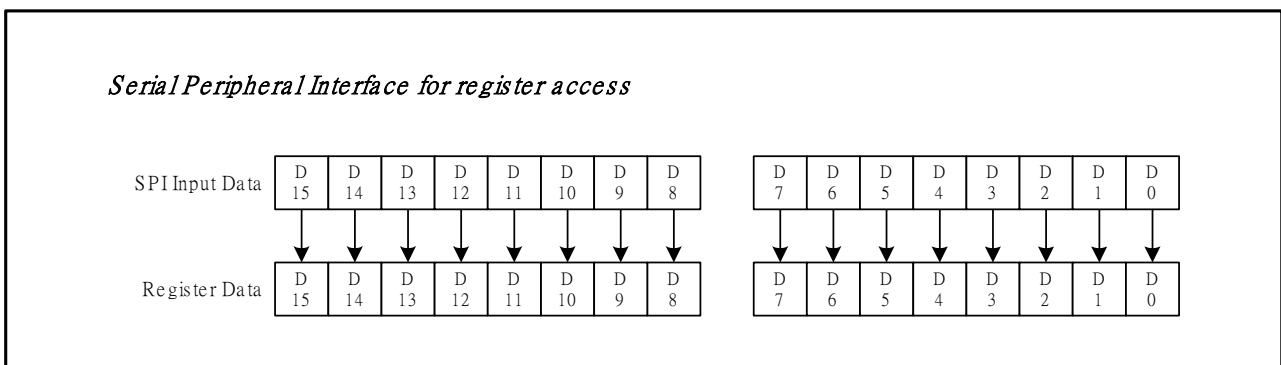 Serial Peripheral Interface for register access
SPI Input Data D 15 D 14 D 13 D 12 D 11 D 10 D 9 D 8 D 7 D 6 D 5 D 4 D 3 D 2 D 1 D 0
Register Data D 15 D 14 D 13 D 12 D 11 D 10 D 9 D 8 D 7 D 6 D 5 D 4 D 3 D 2 D 1 D 0